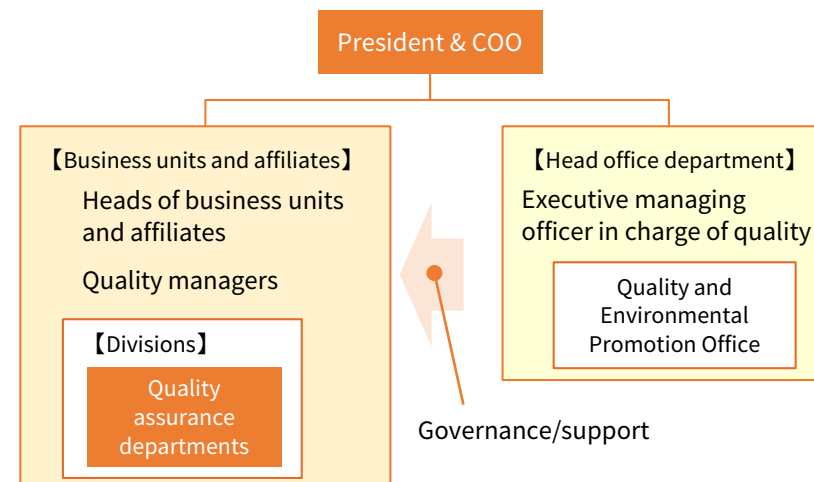 President & COO
【Business units and affiliates】
Heads of business units
and affiliates
Quality managers
【Divisions】
Quality
assurance
departments
【Head office department】
Executive managing
officer in charge of quality
Quality and
Environmental
Promotion Office
Governance/support